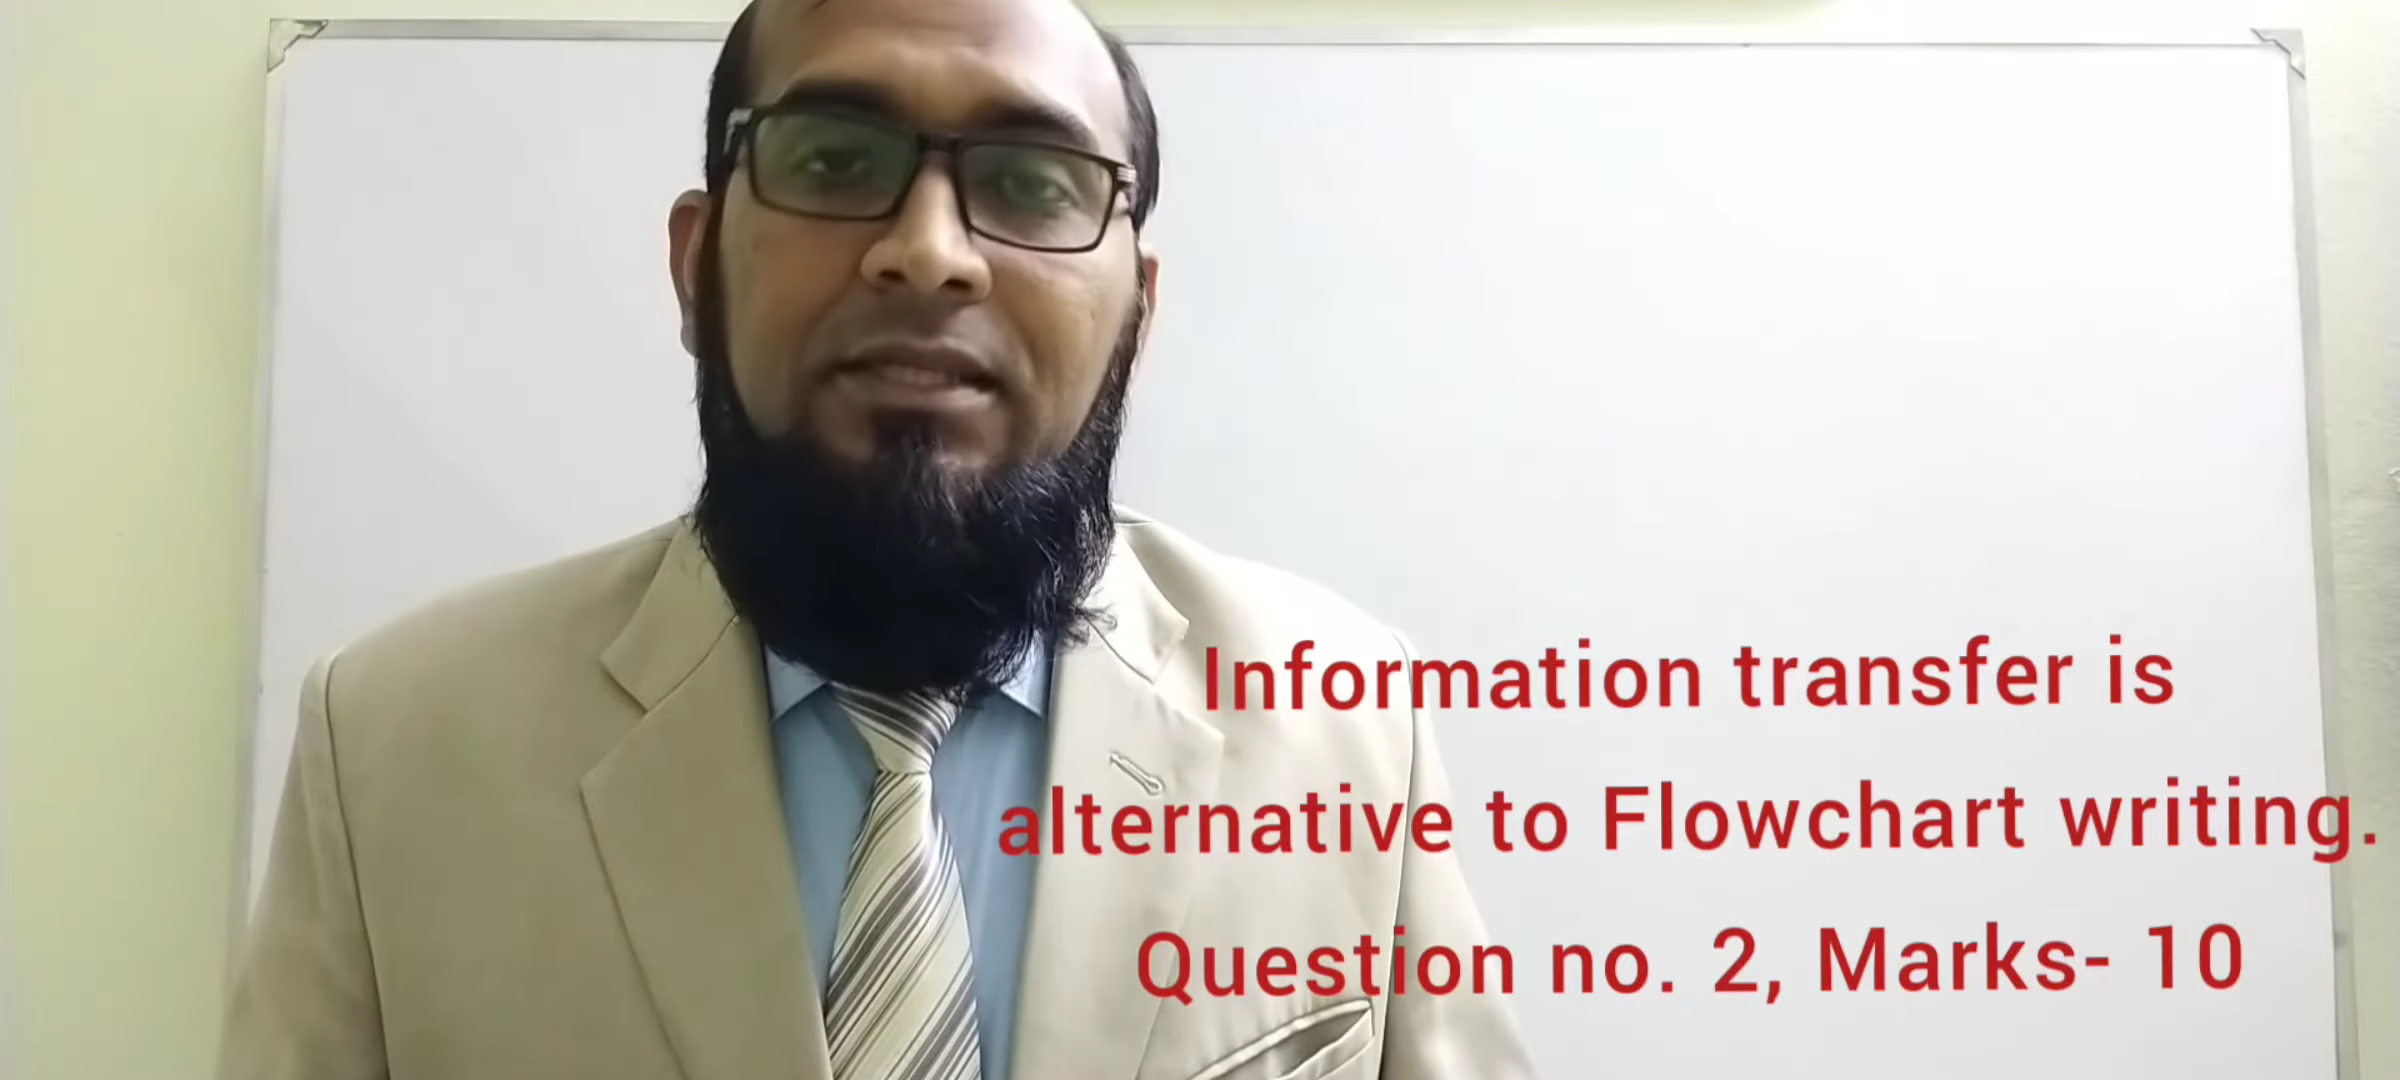 Information transfer is
alternative to Flowchart writing.
Question no. 2, Marks- 10